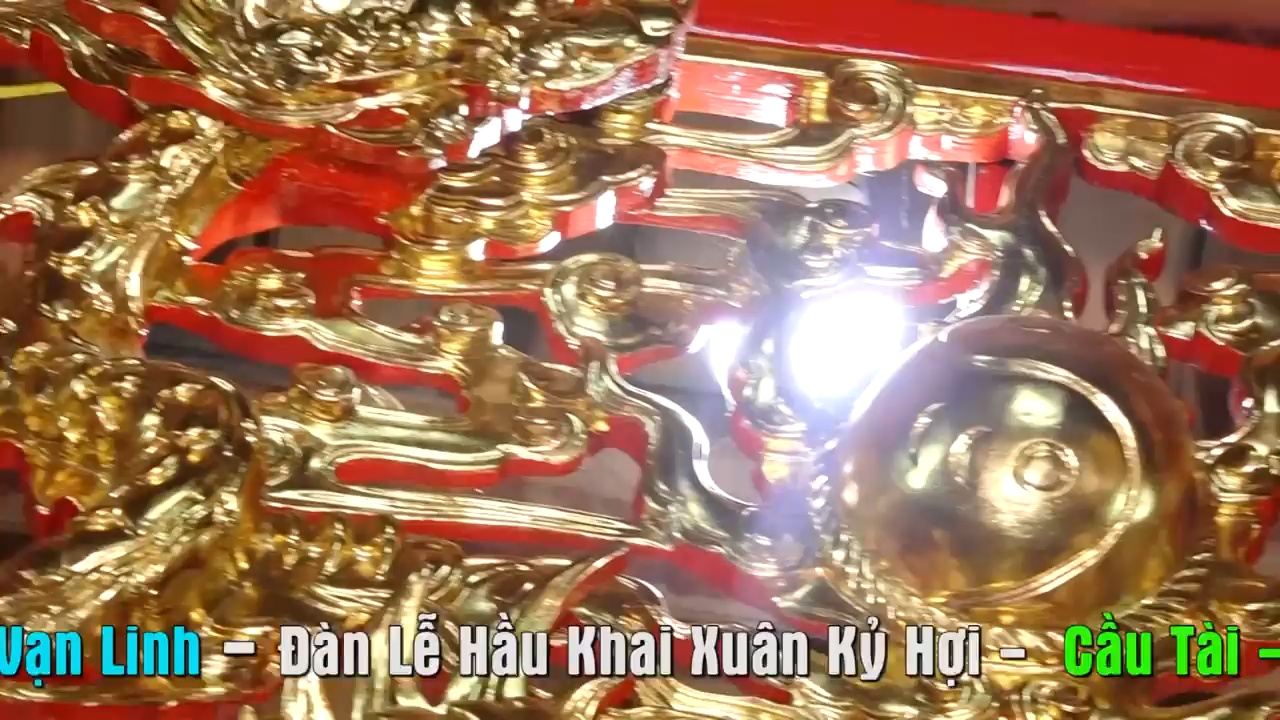 Vạn Linh - Đàn Lễ Hầu Khai Xuân Kỷ Hợi - Cầu Tài -